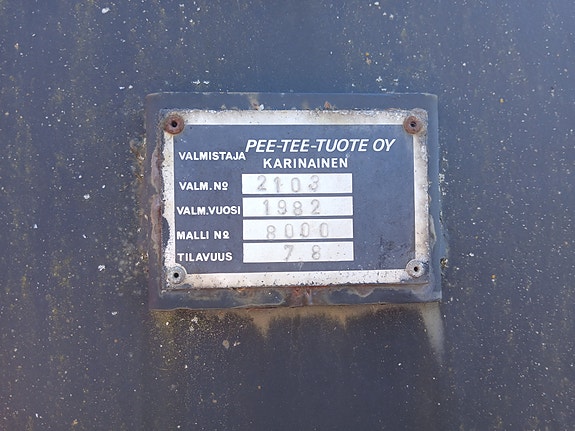 VALMISTAJA PEE-TEE-TUOTE OY
KARINAINEN
VALM. Nº 2103
VALM.VUOSI 1982
MALLI Nº 8000
TILAVUUS 7 8